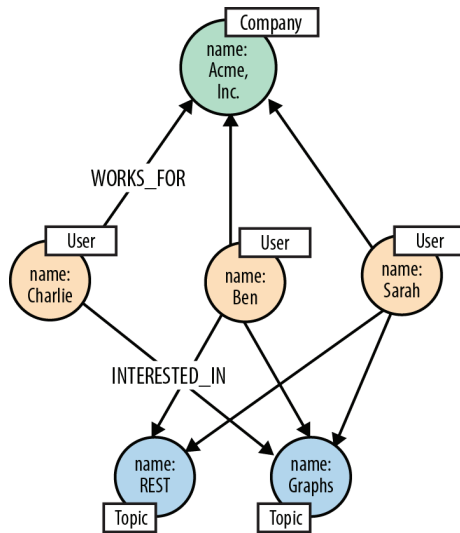 Company
name:
Acme,
Inc.
WORKS_FOR
User
User
User
name:
Charlie
name:
Ben
name:
Sarah
INTERESTED_IN
name:
REST
name:
Graphs
Topic
Topic